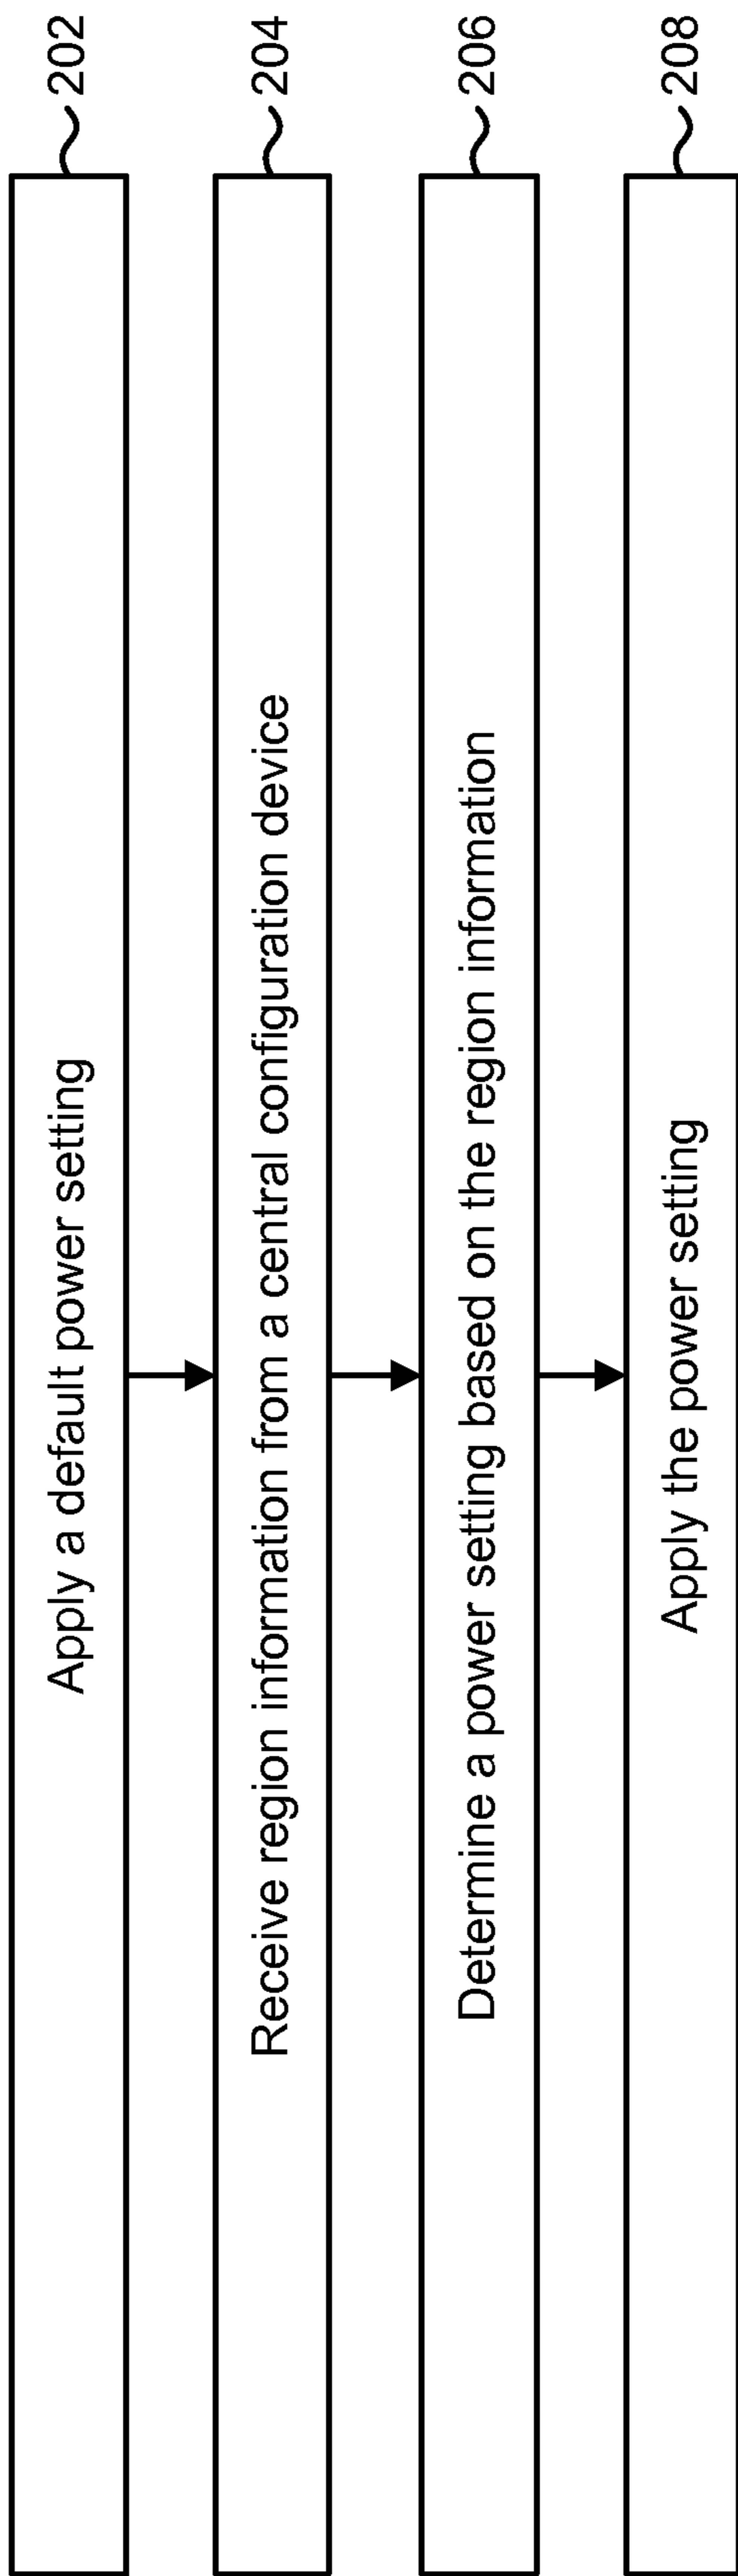 Apply a default power setting
202
Receive region information from a central configuration device
204
Determine a power setting based on the region information
206
Apply the power setting
208